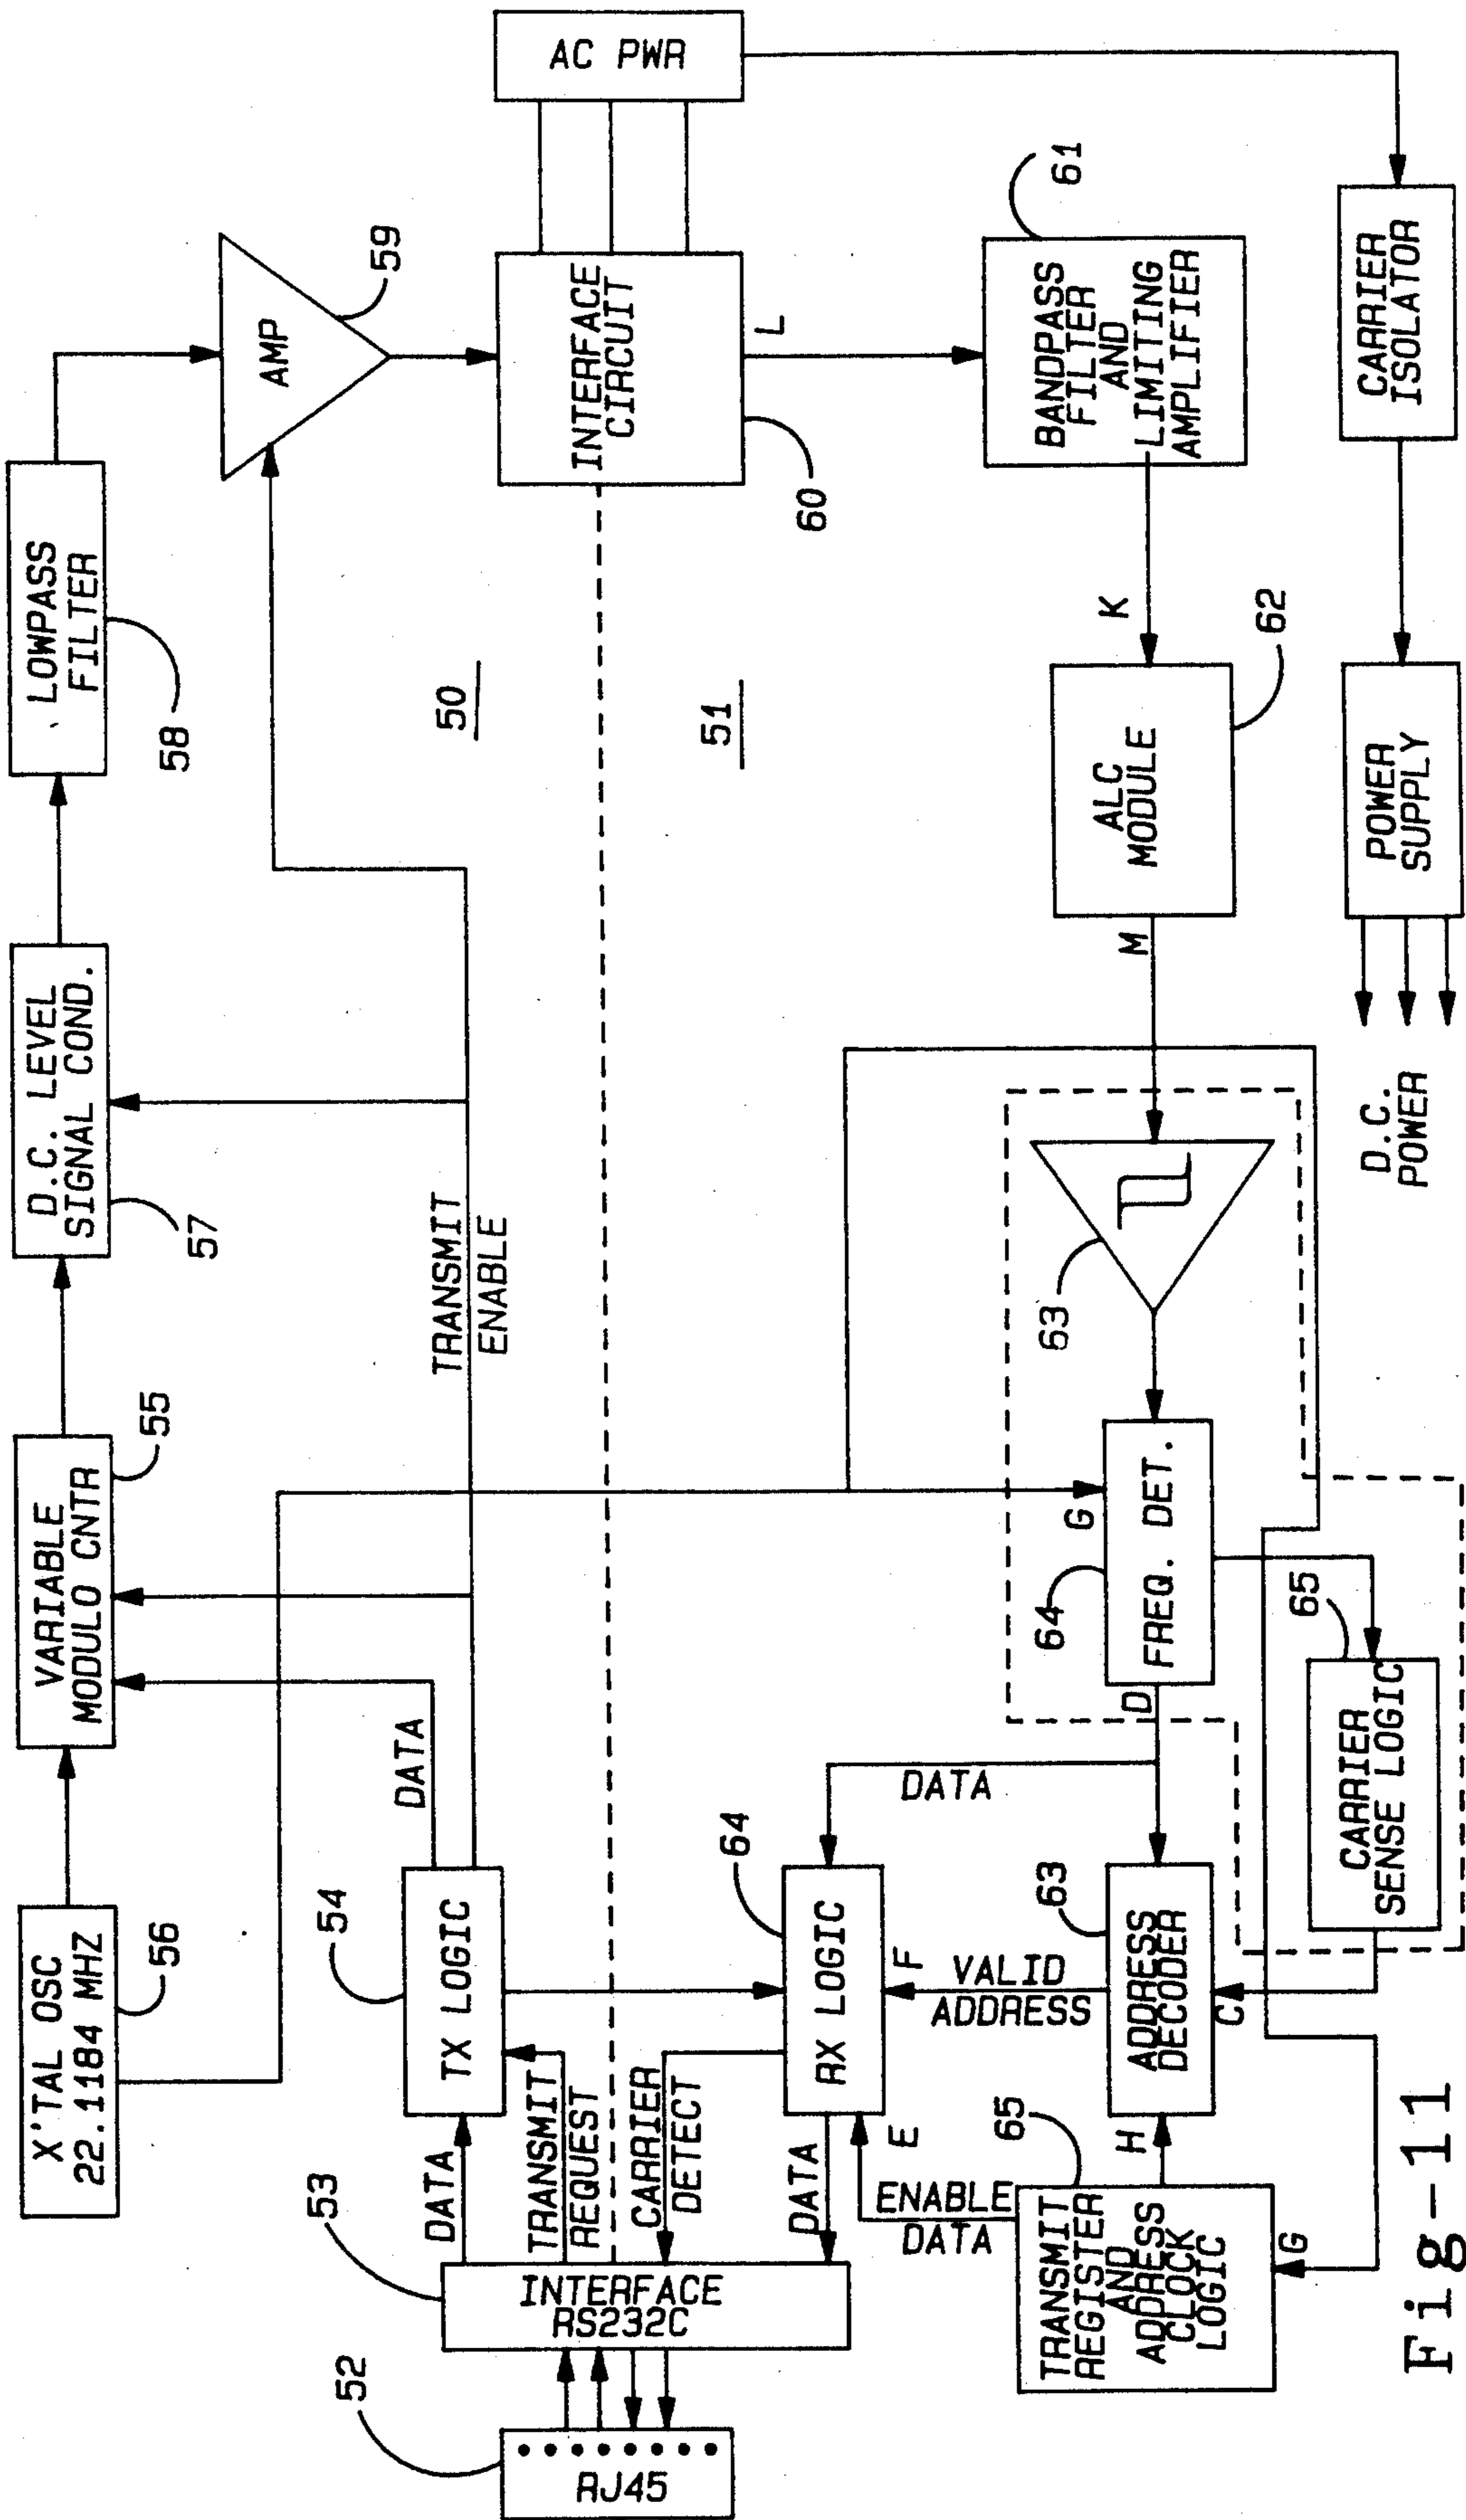 X'TAL OSC
22.1184 MHZ
56
VARIABLE
MODULO CNTR
55
D.C. LEVEL
SIGNAL COND.
57
LOWPASS
FILTER
58
AMP
59
DATA
TRANSMIT
ENABLE
50
54
TX LOGIC
53
DATA
TRANSMIT
REQUEST
CARRIER
DETECT
DATA
INTERFACE
RS232C
52
RJ45
INTERFACE
CIRCUIT
60
AC PWR
L
51
64
RX LOGIC
DATA
F
VALID
ADDRESS
E
ENABLE
DATA
63
ADDRESS
DECODER
C
H
65
TRANSMIT
REGISTER
AND
ADDRESS
CLOCK
LOGIC
G
D
64
FREQ. DET.
G
63
65
CARRIER
SENSE LOGIC
M
ALC
MODULE
62
K
BANDPASS
FILTER
AND
LIMITING
AMPLIFIER
61
D.C.
POWER
POWER
SUPPLY
CARRIER
ISOLATOR
Fig-11